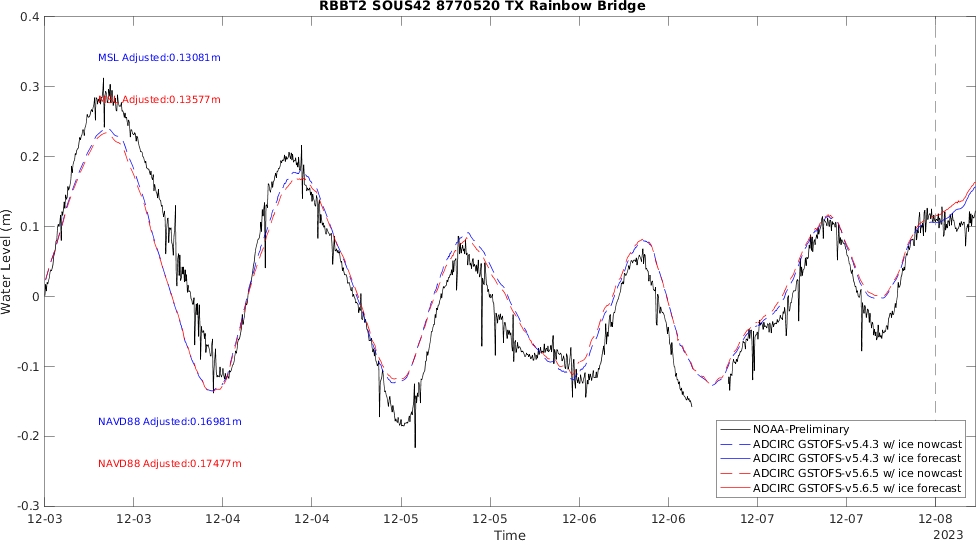 RBBT2 SOUS42 8770520 TX Rainbow Bridge
0.4
0.3
0.2
0.1
0
-0.1
-0.2
-0.3
Water Level (m)
MSL Adjusted:0.13081m
MSL Adjusted:0.13577m
NAVD88 Adjusted:0.16981m
NAVD88 Adjusted:0.17477m
NOAA-Preliminary
ADCIRC GSTOFS-v5.4.3 w/ ice nowcast
ADCIRC GSTOFS-v5.4.3 w/ ice forecast
ADCIRC GSTOFS-v5.6.5 w/ ice nowcast
ADCIRC GSTOFS-v5.6.5 w/ ice forecast
12-03 12-03 12-04 12-04 12-05 12-05 12-06 12-06 12-07 12-07 12-08
2023
Time